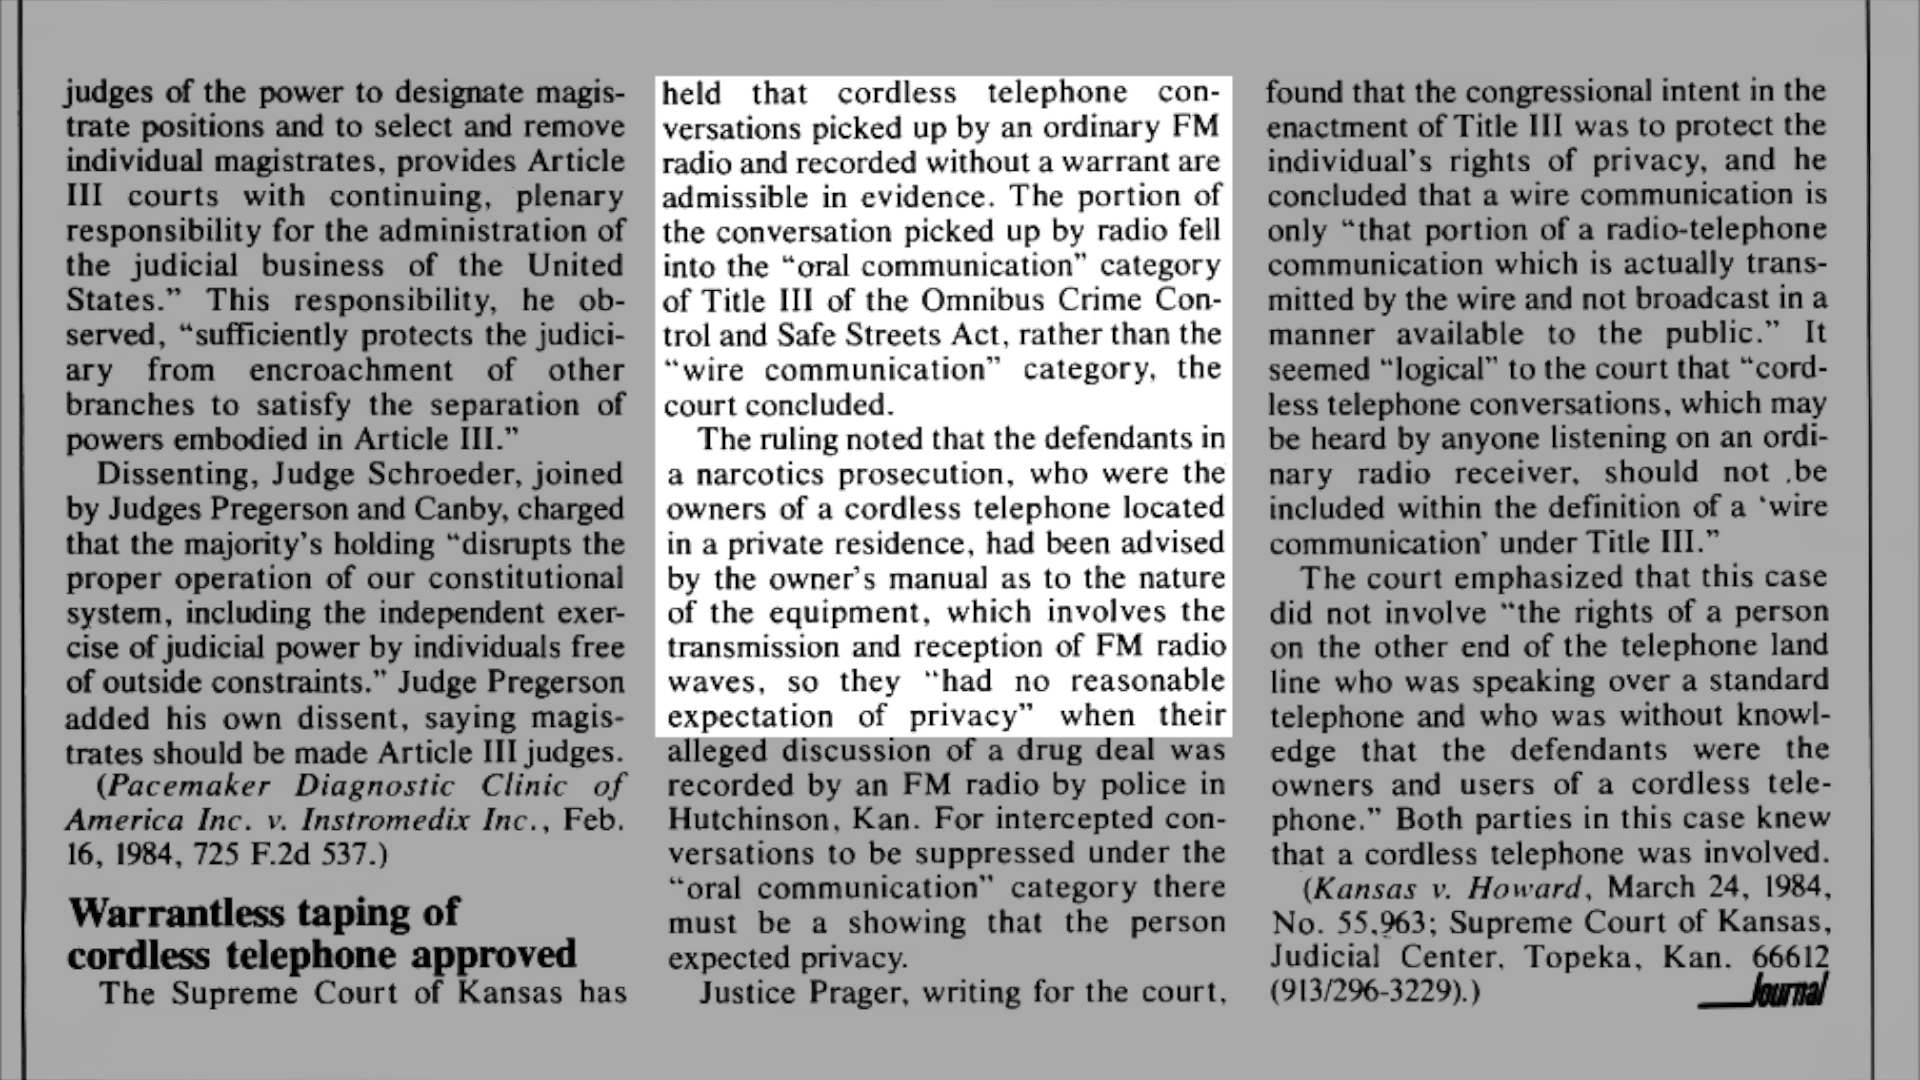 judges of the power to designate magis-
trate positions and to select and remove
individual magistrates, provides Article
III courts with continuing, plenary
responsibility for the administration of
the judicial business of the United
States.” This responsibility, he ob-
served, “sufficiently protects the judici-
ary from encroachment of other
branches to satisfy the separation of
powers embodied in Article III.”
Dissenting, Judge Schroeder, joined
by Judges Pregerson and Canby, charged
that the majority’s holding “disrupts the
proper operation of our constitutional
system, including the independent exer-
cise of judicial power by individuals free
of outside constraints.” Judge Pregerson
added his own dissent, saying magis-
trates should be made Article III judges.
(Pacemaker Diagnostic Clinic of
America Inc. v. Instromedix Inc., Feb.
16, 1984, 725 F.2d 537.)
Warrantless taping of
cordless telephone approved
The Supreme Court of Kansas has
held that cordless telephone con-
versations picked up by an ordinary FM
radio and recorded without a warrant are
admissible in evidence. The portion of
the conversation picked up by radio fell
into the “oral communication” category
of Title III of the Omnibus Crime Con-
trol and Safe Streets Act, rather than the
“wire communication” category, the
court concluded.
The ruling noted that the defendants in
a narcotics prosecution, who were the
owners of a cordless telephone located
in a private residence, had been advised
by the owner’s manual as to the nature
of the equipment, which involves the
transmission and reception of FM radio
waves, so they “had no reasonable
expectation of privacy” when their
alleged discussion of a drug deal was
recorded by an FM radio by police in
Hutchinson, Kan. For intercepted con-
versations to be suppressed under the
“oral communication” category there
must be a showing that the person
expected privacy.
Justice Prager, writing for the court,
found that the congressional intent in the
enactment of Title III was to protect the
individual’s rights of privacy, and he
concluded that a wire communication is
only “that portion of a radio-telephone
communication which is actually trans-
mitted by the wire and not broadcast in a
manner available to the public.” It
seemed “logical” to the court that “cord-
less telephone conversations, which may
be heard by anyone listening on an ordi-
nary radio receiver, should not be
included within the definition of a ‘wire
communication’ under Title III.”
The court emphasized that this case
did not involve “the rights of a person
on the other end of the telephone land
line who was speaking over a standard
telephone and who was without knowl-
edge that the defendants were the
owners and users of a cordless tele-
phone.” Both parties in this case knew
that a cordless telephone was involved.
(Kansas v. Howard, March 24, 1984,
No. 55,963; Supreme Court of Kansas,
Judicial Center, Topeka, Kan. 66612
(913/296-3229).)
Journal